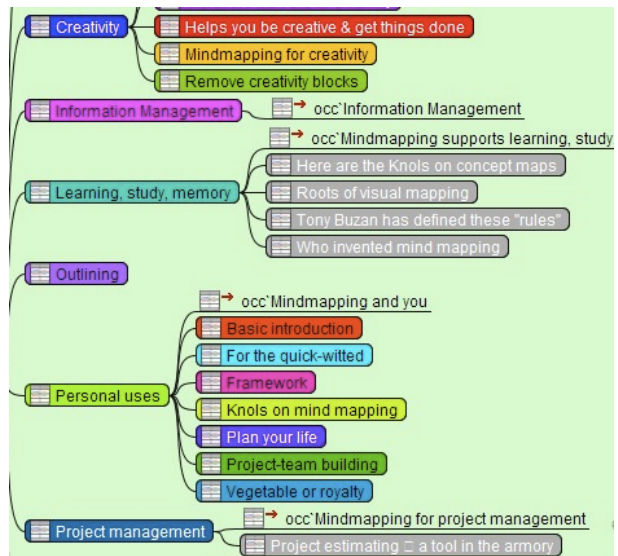 Creativity
Helps you be creative & get things done
Mindmapping for creativity
Remove creativity blocks
Information Management
occ`Information Management
Learning, study, memory
occ`Mindmapping supports learning, study
Here are the Knols on concept maps
Roots of visual mapping
Tony Buzan has defined these "rules"
Who invented mind mapping
Outlining
Personal uses
occ`Mindmapping and you
Basic introduction
For the quick-witted
Framework
Knols on mind mapping
Plan your life
Project-team building
Vegetable or royalty
Project management
occ`Mindmapping for project management
Project estimating □ a tool in the armory